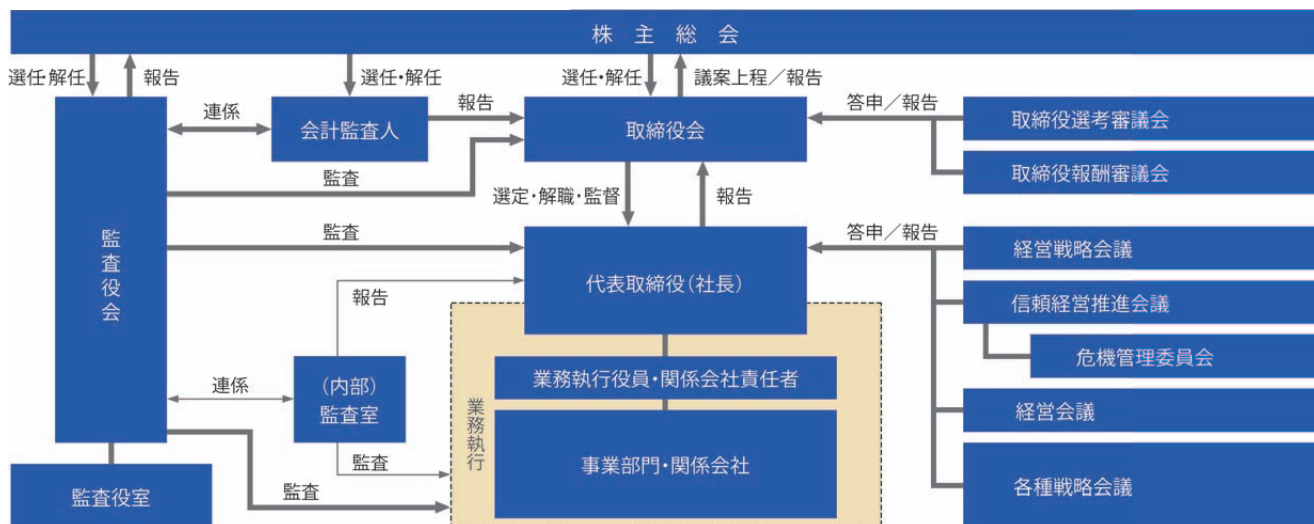 株主総会
選任・解任
報告
選任・解任
選任・解任
議案上程／報告
連係
会計監査人
報告
取締役会
答申／報告
取締役選考審議会
取締役報酬審議会
監査
選定・解職・監督
報告
監査役会
監査
代表取締役(社長)
答申／報告
経営戦略会議
信頼経営推進会議
危機管理委員会
経営会議
各種戦略会議
報告
連係
(内部)
監査室
業務執行役員・関係会社責任者
業務執行
事業部門・関係会社
監査
監査
監査役室